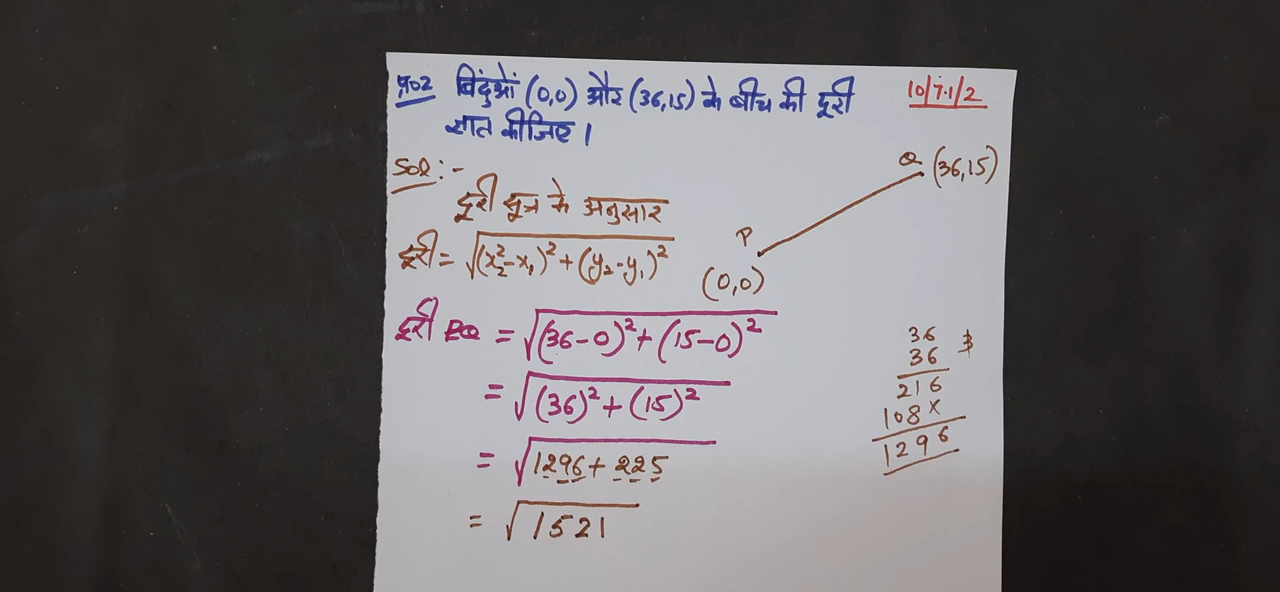 प्र०2 बिंदुओं (0,0) और (36,15) के बीच की दूरी
ज्ञात कीजिए।
10/7.1/2
Sol:-
दूरी सूत्र के अनुसार
दूरी = √(x₂²-x₁)²+(y₂-y₁)²
Q (36,15)
P
(0,0)
दूरी PQ = √(36-0)²+(15-0)²
= √(36)²+(15)²
= √1296+225
= √1521
36
36
216
108×
1296